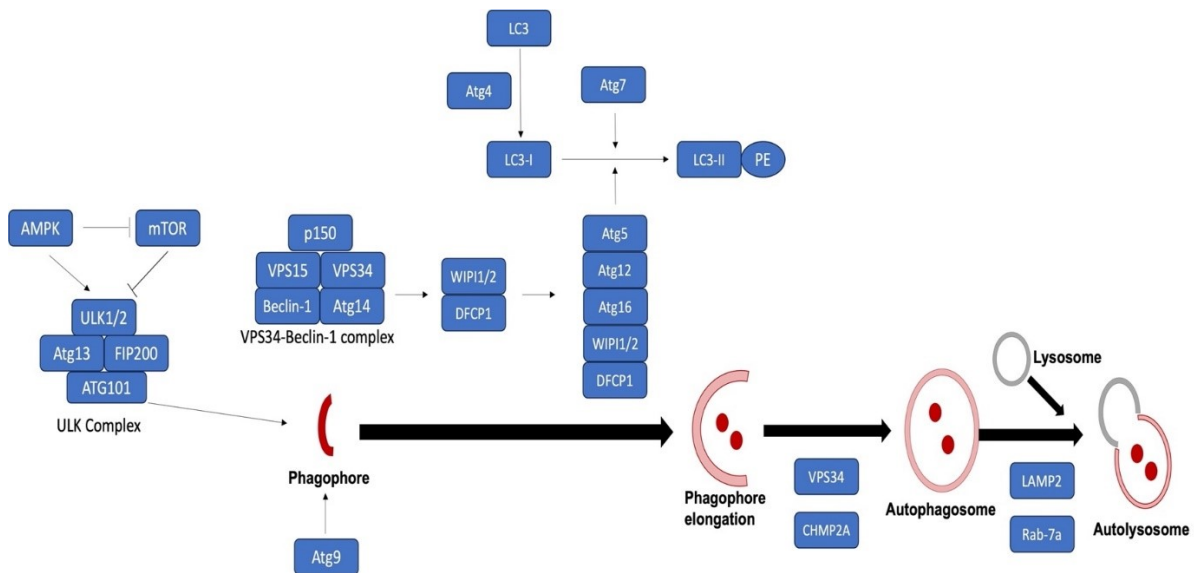 LC3
Atg4
Atg7
LC3-I
LC3-II
PE
AMPK
mTOR
ULK1/2
Atg13
FIP200
ATG101
ULK Complex
p150
VPS15
VPS34
Beclin-1
Atg14
VPS34-Beclin-1 complex
WIPI1/2
DFCP1
Atg5
Atg12
Atg16
WIPI1/2
DFCP1
Phagophore
Atg9
Phagophore
elongation
VPS34
CHMP2A
Autophagosome
Lysosome
LAMP2
Rab-7a
Autolysosome